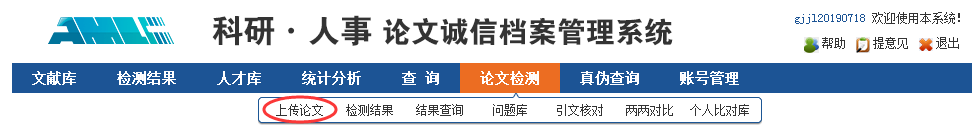 AMLC 科研·人事 论文诚信档案管理系统
gjjl20190718 欢迎使用本系统!
帮助 提意见 退出
文献库 检测结果 人才库 统计分析 查 询 论文检测 真伪查询 账号管理
上传论文 检测结果 结果查询 问题库 引文核对 两两对比 个人比对库